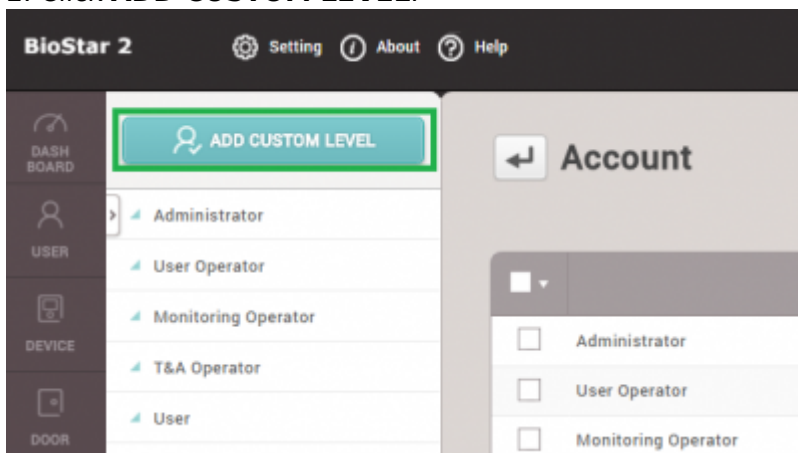 BioStar 2
Setting
About
Help
DASH
BOARD
USER
DEVICE
DOOR
ADD CUSTOM LEVEL
Administrator
User Operator
Monitoring Operator
T&A Operator
User
Account
Administrator
User Operator
Monitoring Operator